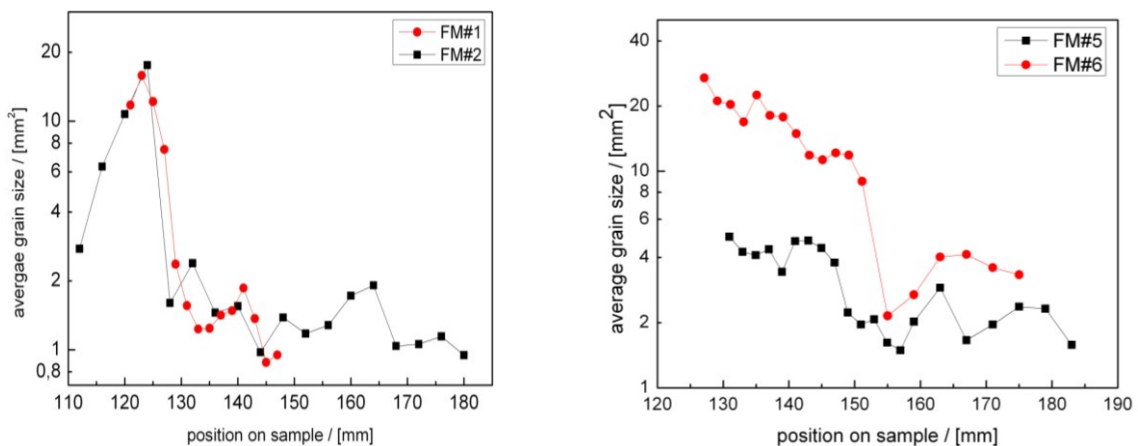 FM#1
FM#2
avergae grain size / [mm²]
20
10
8
6
4
2
1
0,8
110 120 130 140 150 160 170 180
position on sample / [mm]
FM#5
FM#6
average grain size / [mm²]
40
20
10
8
6
4
2
1
120 130 140 150 160 170 180 190
position on sample / [mm]